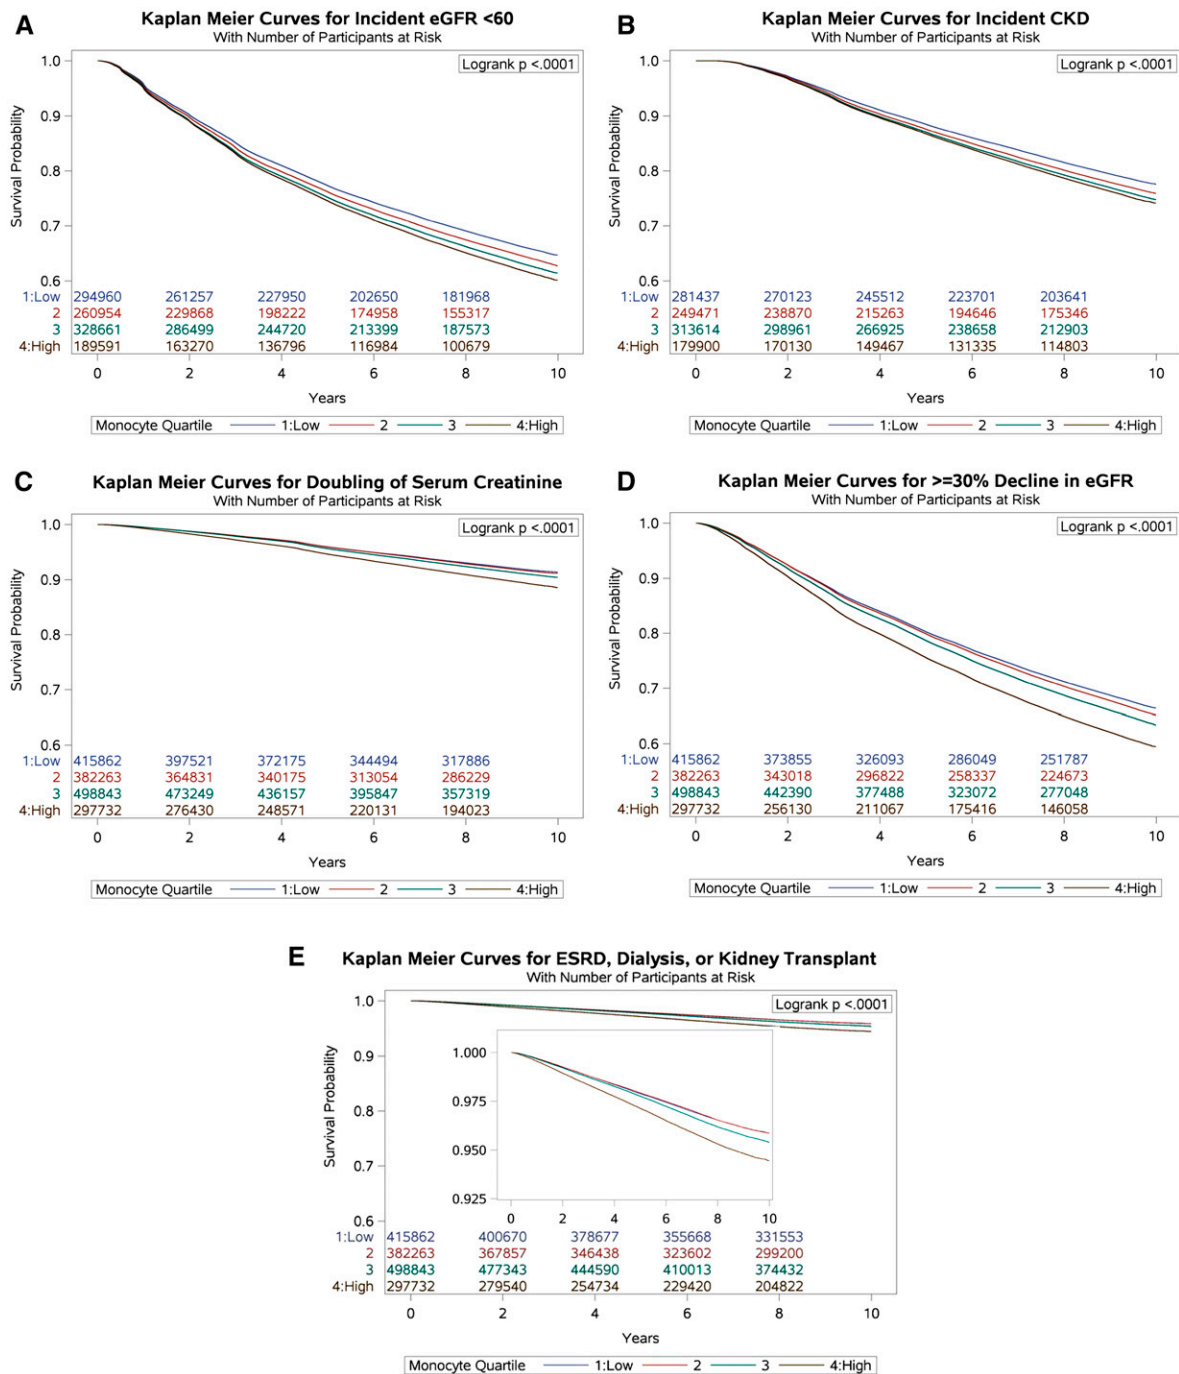 A
Kaplan Meier Curves for Incident eGFR <60
With Number of Participants at Risk
Logrank p <.0001
Survival Probability
1.0
0.9
0.8
0.7
0.6
1:Low 294960 261257 227950 202650 181968
2 260954 229868 198222 174958 155317
3 328661 286499 244720 213399 187573
4:High 189591 163270 136796 116984 100679
0 2 4 6 8 10
Years
Monocyte Quartile 1:Low 2 3 4:High
B
Kaplan Meier Curves for Incident CKD
With Number of Participants at Risk
Logrank p <.0001
Survival Probability
1.0
0.9
0.8
0.7
0.6
1:Low 281437 270123 245512 223701 203641
2 249471 238870 215263 194646 175346
3 313614 298961 266925 238658 212903
4:High 179900 170130 149467 131335 114803
0 2 4 6 8 10
Years
Monocyte Quartile 1:Low 2 3 4:High
C
Kaplan Meier Curves for Doubling of Serum Creatinine
With Number of Participants at Risk
Logrank p <.0001
Survival Probability
1.0
0.9
0.8
0.7
0.6
1:Low 415862 397521 372175 344494 317886
2 382263 364831 340175 313054 286229
3 498843 473249 436157 395847 357319
4:High 297732 276430 248571 220131 194023
0 2 4 6 8 10
Years
Monocyte Quartile 1:Low 2 3 4:High
D
Kaplan Meier Curves for >=30% Decline in eGFR
With Number of Participants at Risk
Logrank p <.0001
Survival Probability
1.0
0.9
0.8
0.7
0.6
1:Low 415862 373855 326093 286049 251787
2 382263 343018 296822 258337 224673
3 498843 442390 377488 323072 277048
4:High 297732 256130 211067 175416 146058
0 2 4 6 8 10
Years
Monocyte Quartile 1:Low 2 3 4:High
E
Kaplan Meier Curves for ESRD, Dialysis, or Kidney Transplant
With Number of Participants at Risk
Logrank p <.0001
Survival Probability
1.0
0.9
0.8
0.7
0.6
1.000
0.975
0.950
0.925
0 2 4 6 8 10
1:Low 415862 400670 378677 355668 331553
2 382263 367857 346438 323602 299200
3 498843 477343 444590 410013 374432
4:High 297732 279540 254734 229420 204822
0 2 4 6 8 10
Years
Monocyte Quartile 1:Low 2 3 4:High